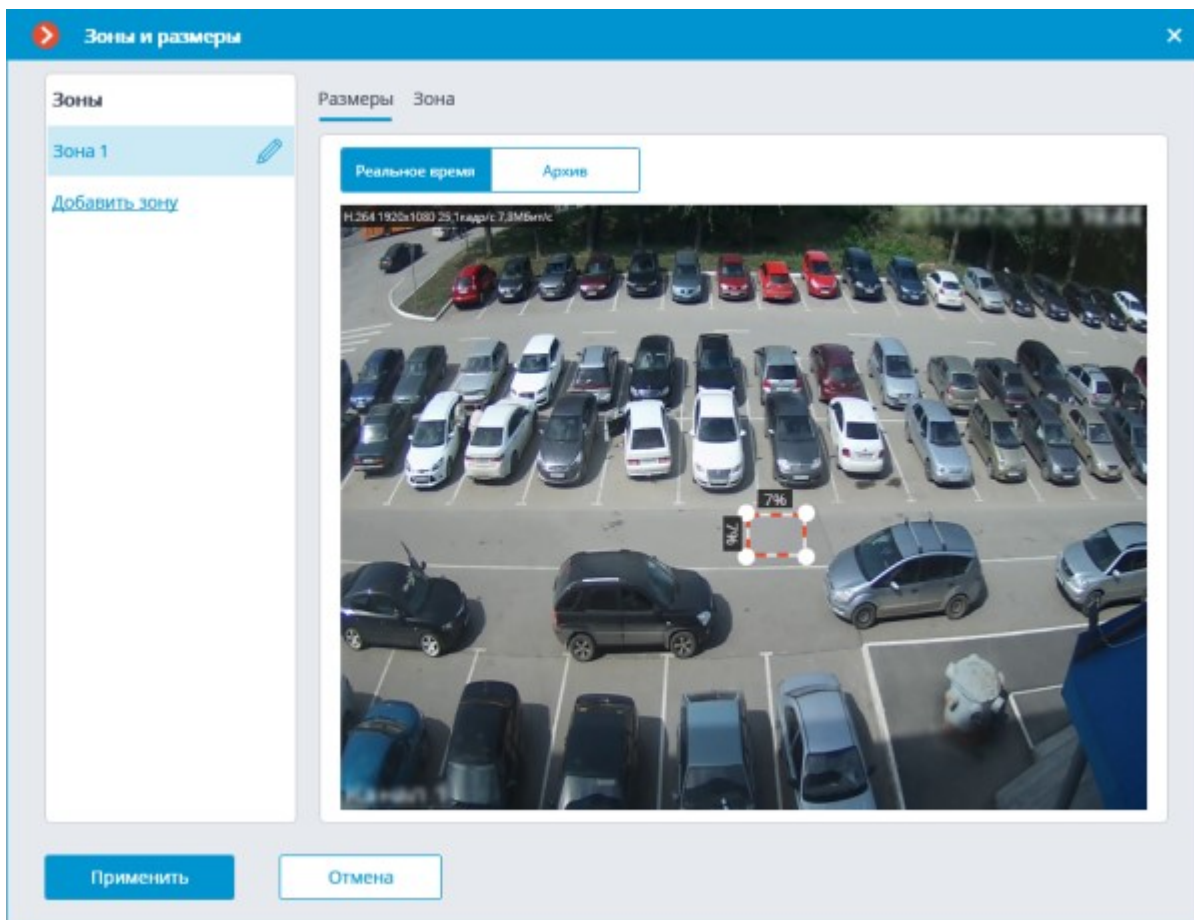 Зоны и размеры
Зоны
Размеры Зона
Зона 1
Реальное время Архив
Добавить зону
H.264 1920x1080 25,1кадр/с 7,8Мбит/с
7%
7%
Применить Отмена